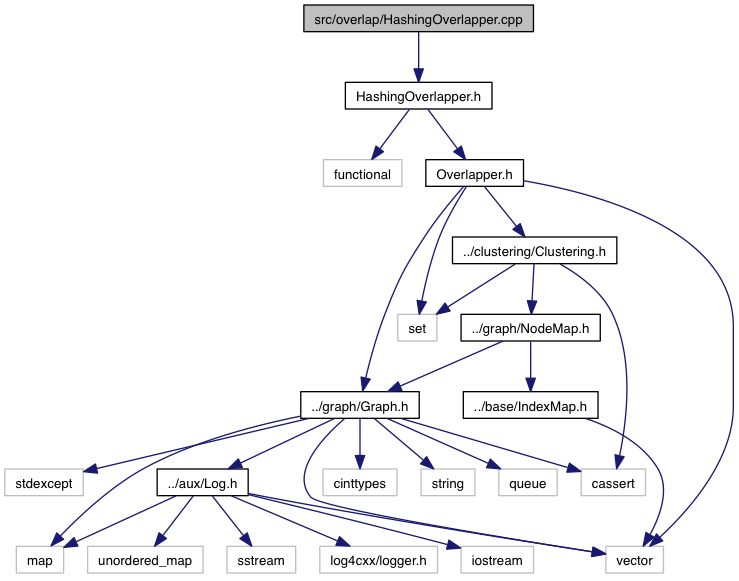 src/overlap/HashingOverlapper.cpp
HashingOverlapper.h
functional
Overlapper.h
../clustering/Clustering.h
set
../graph/NodeMap.h
../graph/Graph.h
../base/IndexMap.h
stdexcept
../aux/Log.h
cinttypes
string
queue
cassert
map
unordered_map
sstream
log4cxx/logger.h
iostream
vector